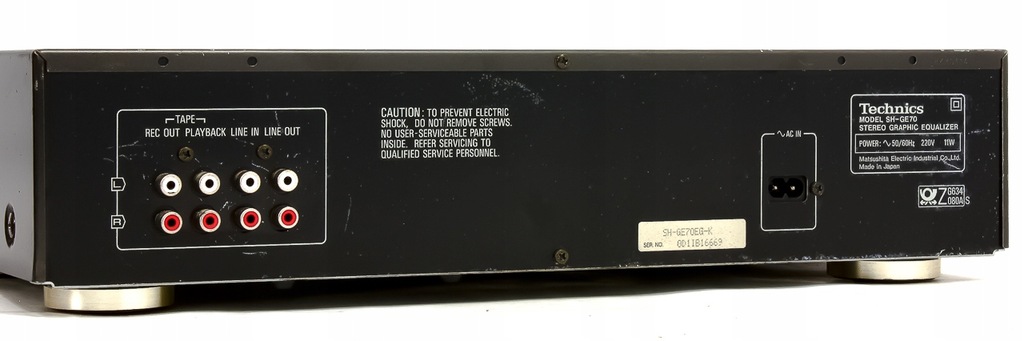 TAPE
REC OUT PLAYBACK LINE IN LINE OUT
L
R
CAUTION: TO PREVENT ELECTRIC
SHOCK, DO NOT REMOVE SCREWS.
NO USER-SERVICEABLE PARTS
INSIDE. REFER SERVICING TO
QUALIFIED SERVICE PERSONNEL.
SH-GE70EG-K
SER. NO. OD11B16669
∿ AC IN
Technics
MODEL SH-GE70
STEREO GRAPHIC EQUALIZER
POWER: ∿ 50/60Hz 220V 11W
Matsushita Electric Industrial Co., Ltd.
Made in Japan
Z G634
080A S